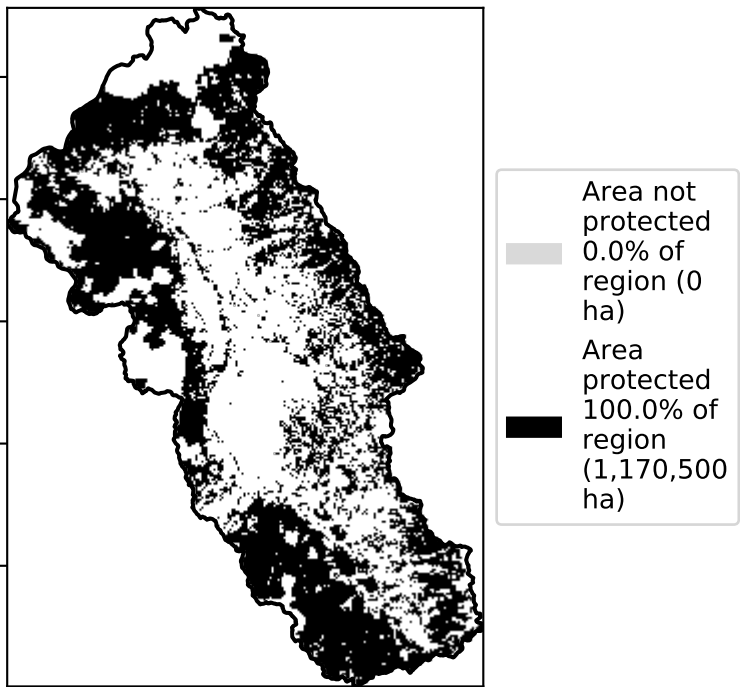 Area not
protected
0.0% of
region (0
ha)
Area
protected
100.0% of
region
(1,170,500
ha)